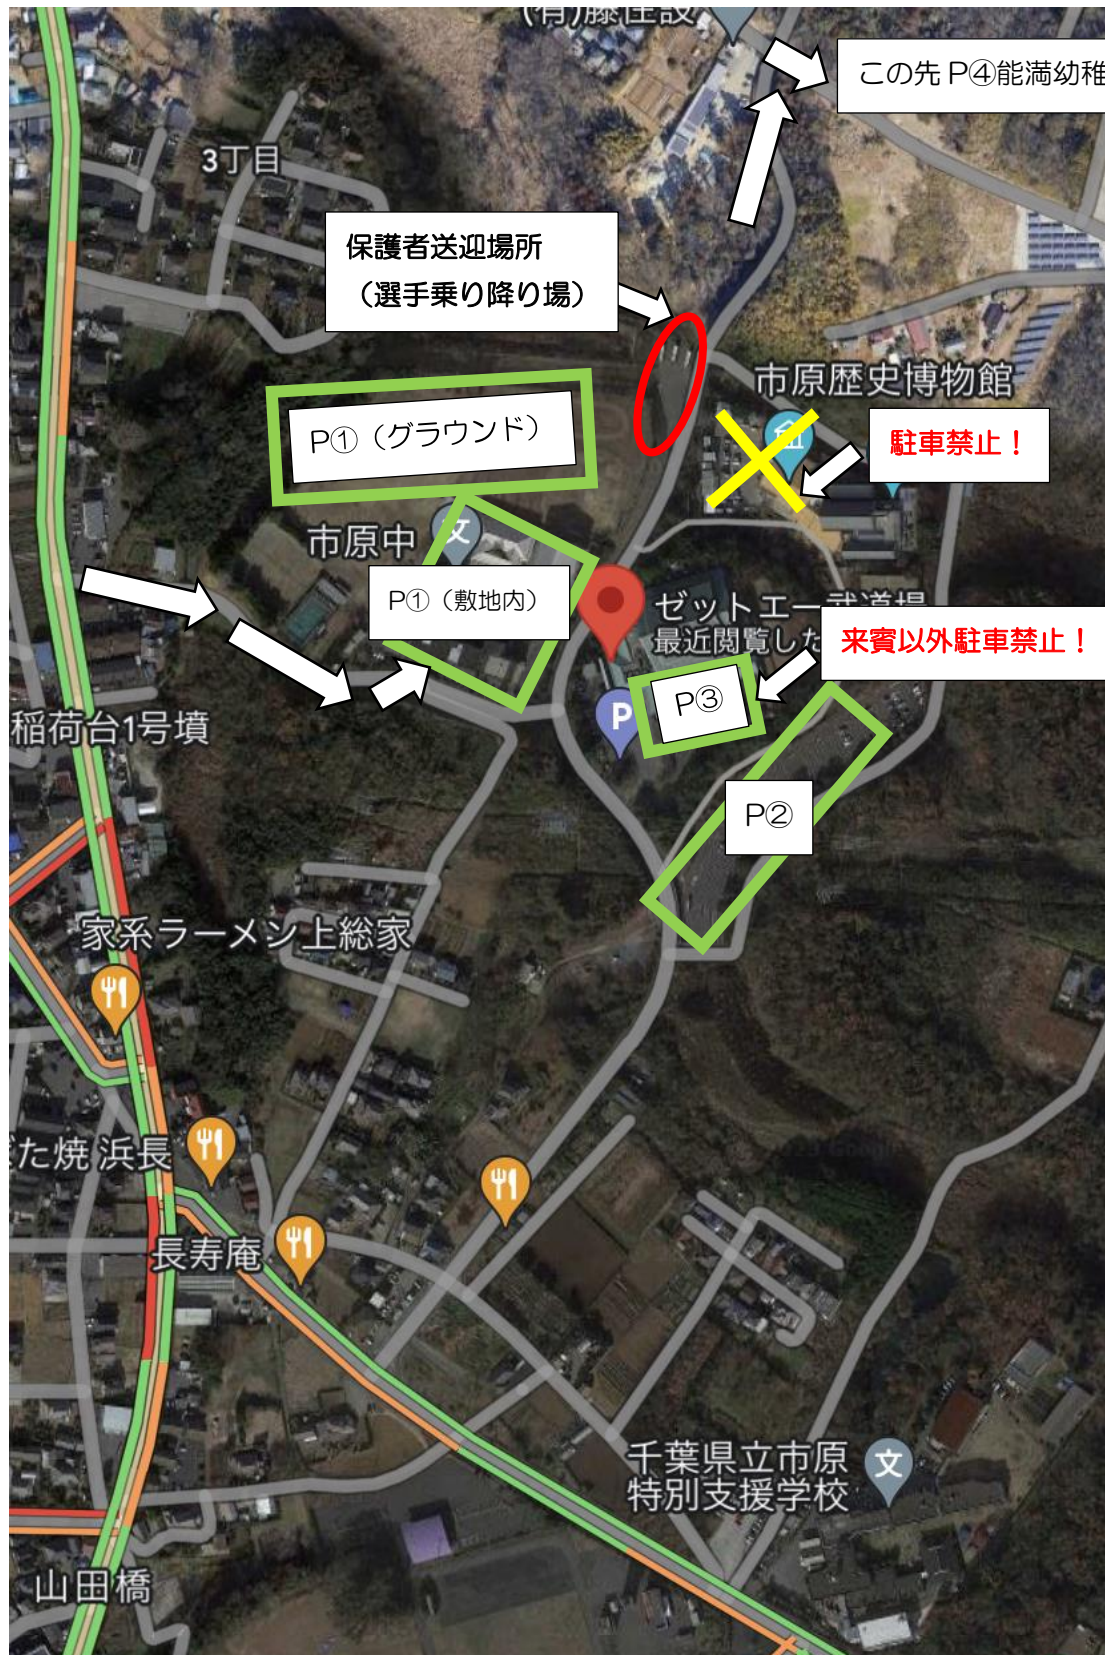 (有)藤住設
この先 P④能満幼稚
3丁目
保護者送迎場所
（選手乗り降り場）
市原歴史博物館
P①（グラウンド）
駐車禁止！
市原中
P①（敷地内）
ゼットエー武道場
最近閲覧した
来賓以外駐車禁止！
P③
P
稲荷台1号墳
P②
家系ラーメン上総家
た焼 浜長
長寿庵
千葉県立市原
特別支援学校
文
文
山田橋